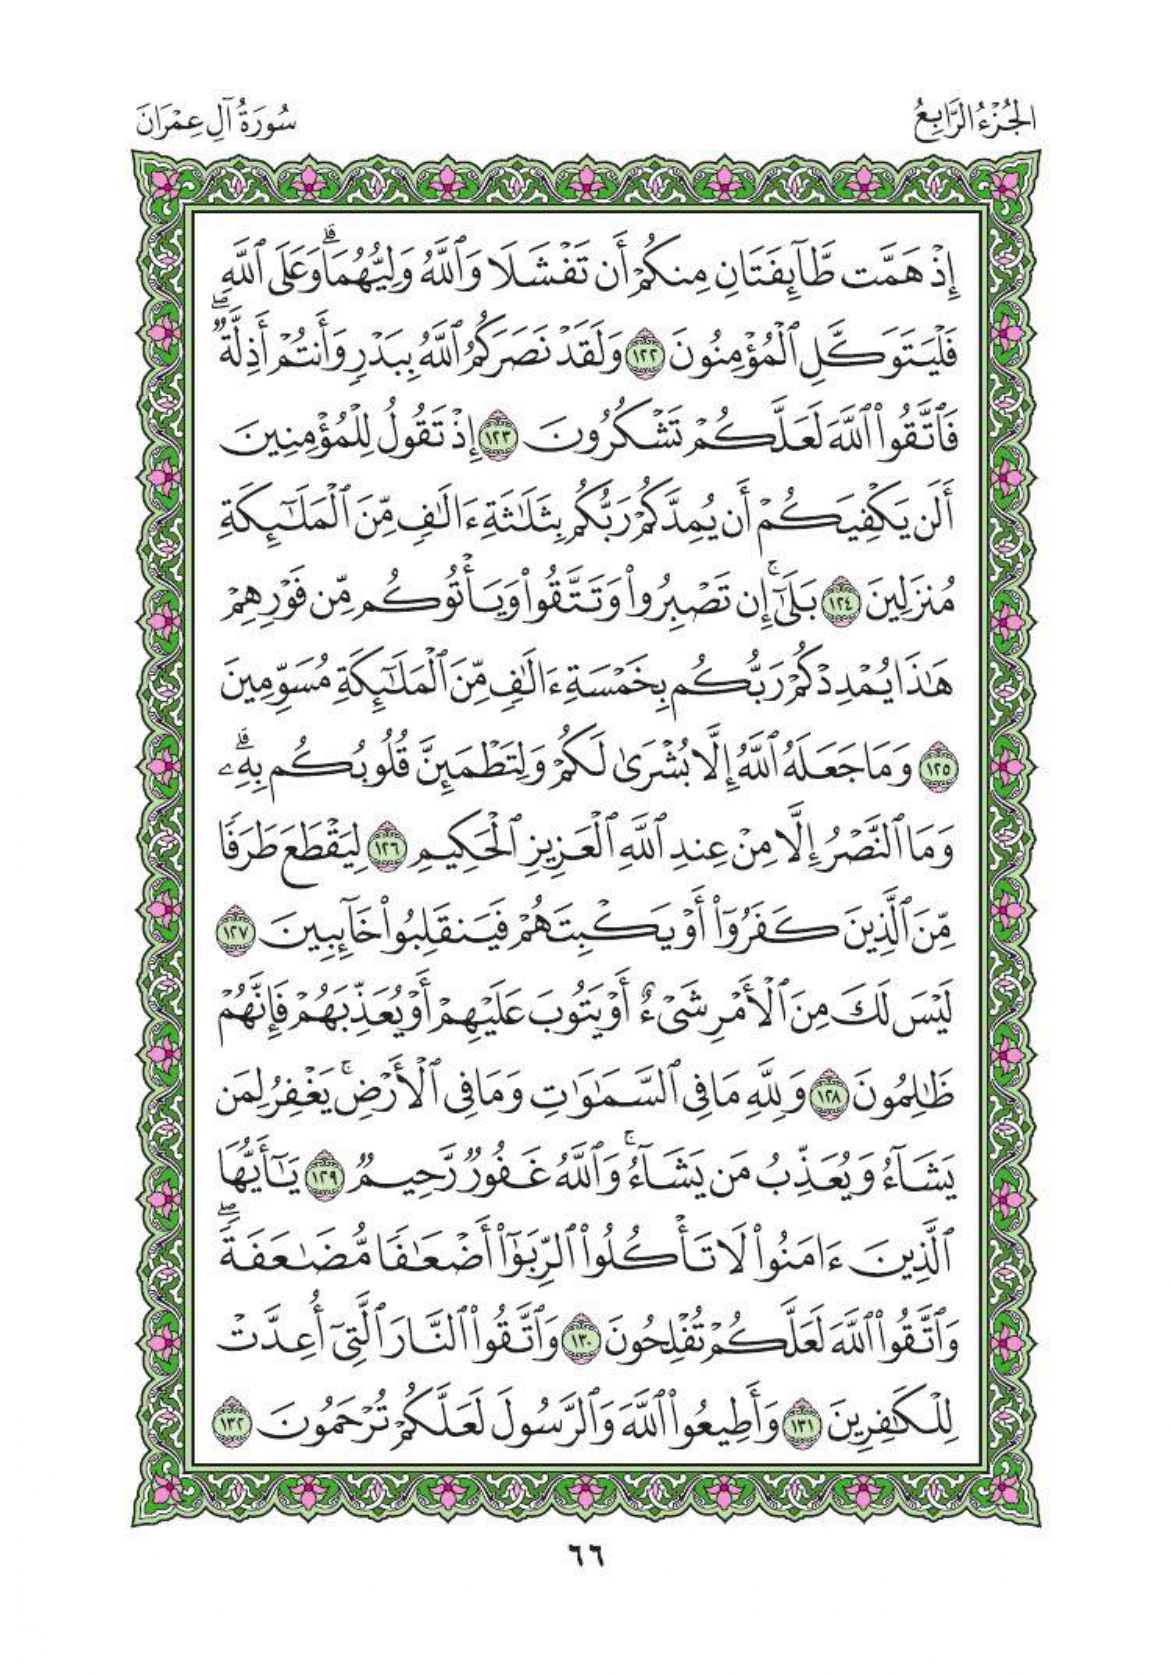 الجُزْءُ الرَّابِعُ
سُورَةُ آلِ عِمْرَانَ
إِذْ هَمَّت طَّآئِفَتَانِ مِنكُمْ أَن تَفْشَلَا وَٱللَّهُ وَلِيُّهُمَاۗ وَعَلَى ٱللَّهِ
فَلْيَتَوَكَّلِ ٱلْمُؤْمِنُونَ ١٢٢ وَلَقَدْ نَصَرَكُمُ ٱللَّهُ بِبَدْرٍ وَأَنتُمْ أَذِلَّةٌۖ
فَٱتَّقُوا۟ ٱللَّهَ لَعَلَّكُمْ تَشْكُرُونَ ١٢٣ إِذْ تَقُولُ لِلْمُؤْمِنِينَ
أَلَن يَكْفِيَكُمْ أَن يُمِدَّكُمْ رَبُّكُم بِثَلَٰثَةِ ءَالَٰفٍ مِّنَ ٱلْمَلَٰٓئِكَةِ
مُنزَلِينَ ١٢٤ بَلَىٰٓۚ إِن تَصْبِرُوا۟ وَتَتَّقُوا۟ وَيَأْتُوكُم مِّن فَوْرِهِمْ
هَٰذَا يُمْدِدْكُمْ رَبُّكُم بِخَمْسَةِ ءَالَٰفٍ مِّنَ ٱلْمَلَٰٓئِكَةِ مُسَوِّمِينَ
١٢٥ وَمَا جَعَلَهُ ٱللَّهُ إِلَّا بُشْرَىٰ لَكُمْ وَلِتَطْمَئِنَّ قُلُوبُكُم بِهِۦۗ
وَمَا ٱلنَّصْرُ إِلَّا مِنْ عِندِ ٱللَّهِ ٱلْعَزِيزِ ٱلْحَكِيمِ ١٢٦ لِيَقْطَعَ طَرَفًا
مِّنَ ٱلَّذِينَ كَفَرُوٓا۟ أَوْ يَكْبِتَهُمْ فَيَنقَلِبُوا۟ خَآئِبِينَ ١٢٧
لَيْسَ لَكَ مِنَ ٱلْأَمْرِ شَىْءٌ أَوْ يَتُوبَ عَلَيْهِمْ أَوْ يُعَذِّبَهُمْ فَإِنَّهُمْ
ظَٰلِمُونَ ١٢٨ وَلِلَّهِ مَا فِى ٱلسَّمَٰوَٰتِ وَمَا فِى ٱلْأَرْضِۚ يَغْفِرُ لِمَن
يَشَآءُ وَيُعَذِّبُ مَن يَشَآءُۚ وَٱللَّهُ غَفُورٌ رَّحِيمٌ ١٢٩ يَٰٓأَيُّهَا
ٱلَّذِينَ ءَامَنُوا۟ لَا تَأْكُلُوا۟ ٱلرِّبَوٰٓا۟ أَضْعَٰفًا مُّضَٰعَفَةًۖ
وَٱتَّقُوا۟ ٱللَّهَ لَعَلَّكُمْ تُفْلِحُونَ ١٣٠ وَٱتَّقُوا۟ ٱلنَّارَ ٱلَّتِىٓ أُعِدَّتْ
لِلْكَٰفِرِينَ ١٣١ وَأَطِيعُوا۟ ٱللَّهَ وَٱلرَّسُولَ لَعَلَّكُمْ تُرْحَمُونَ ١٣٢
٦٦